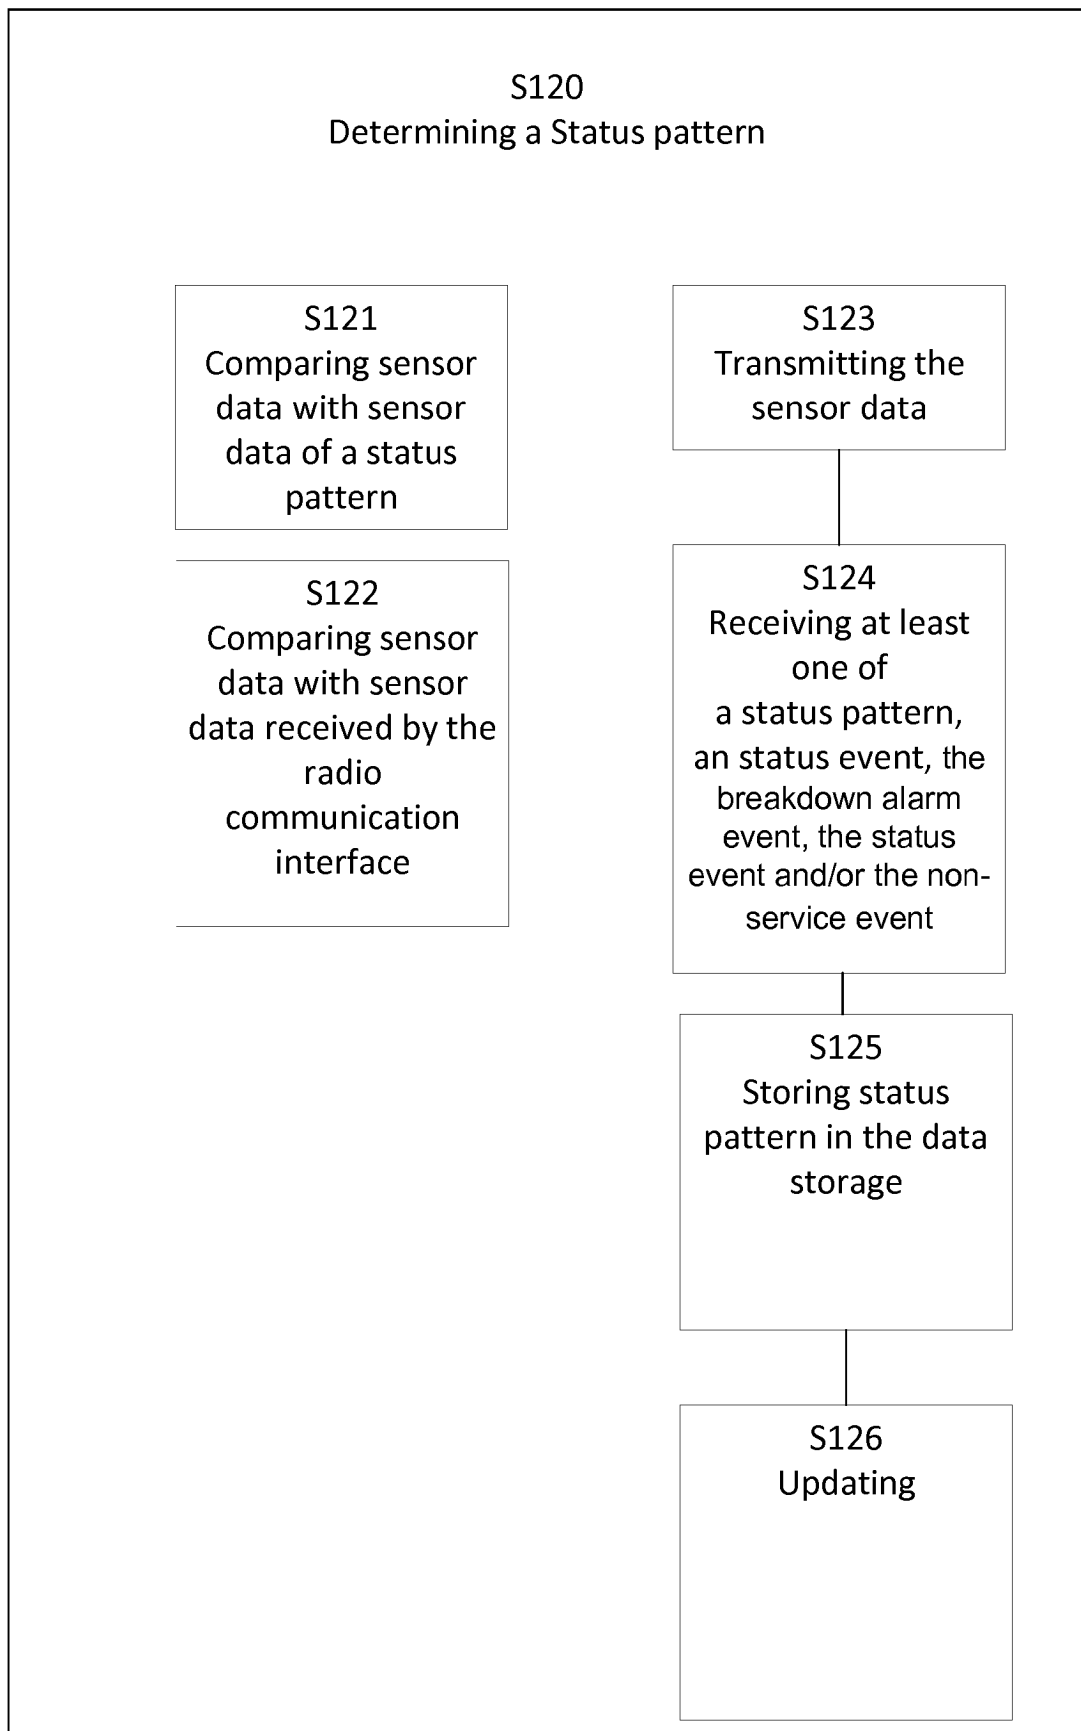 S120
Determining a Status pattern
S121
Comparing sensor
data with sensor
data of a status
pattern
S122
Comparing sensor
data with sensor
data received by the
radio
communication
interface
S123
Transmitting the
sensor data
S124
Receiving at least
one of
a status pattern,
an status event, the
breakdown alarm
event, the status
event and/or the non-
service event
S125
Storing status
pattern in the data
storage
S126
Updating